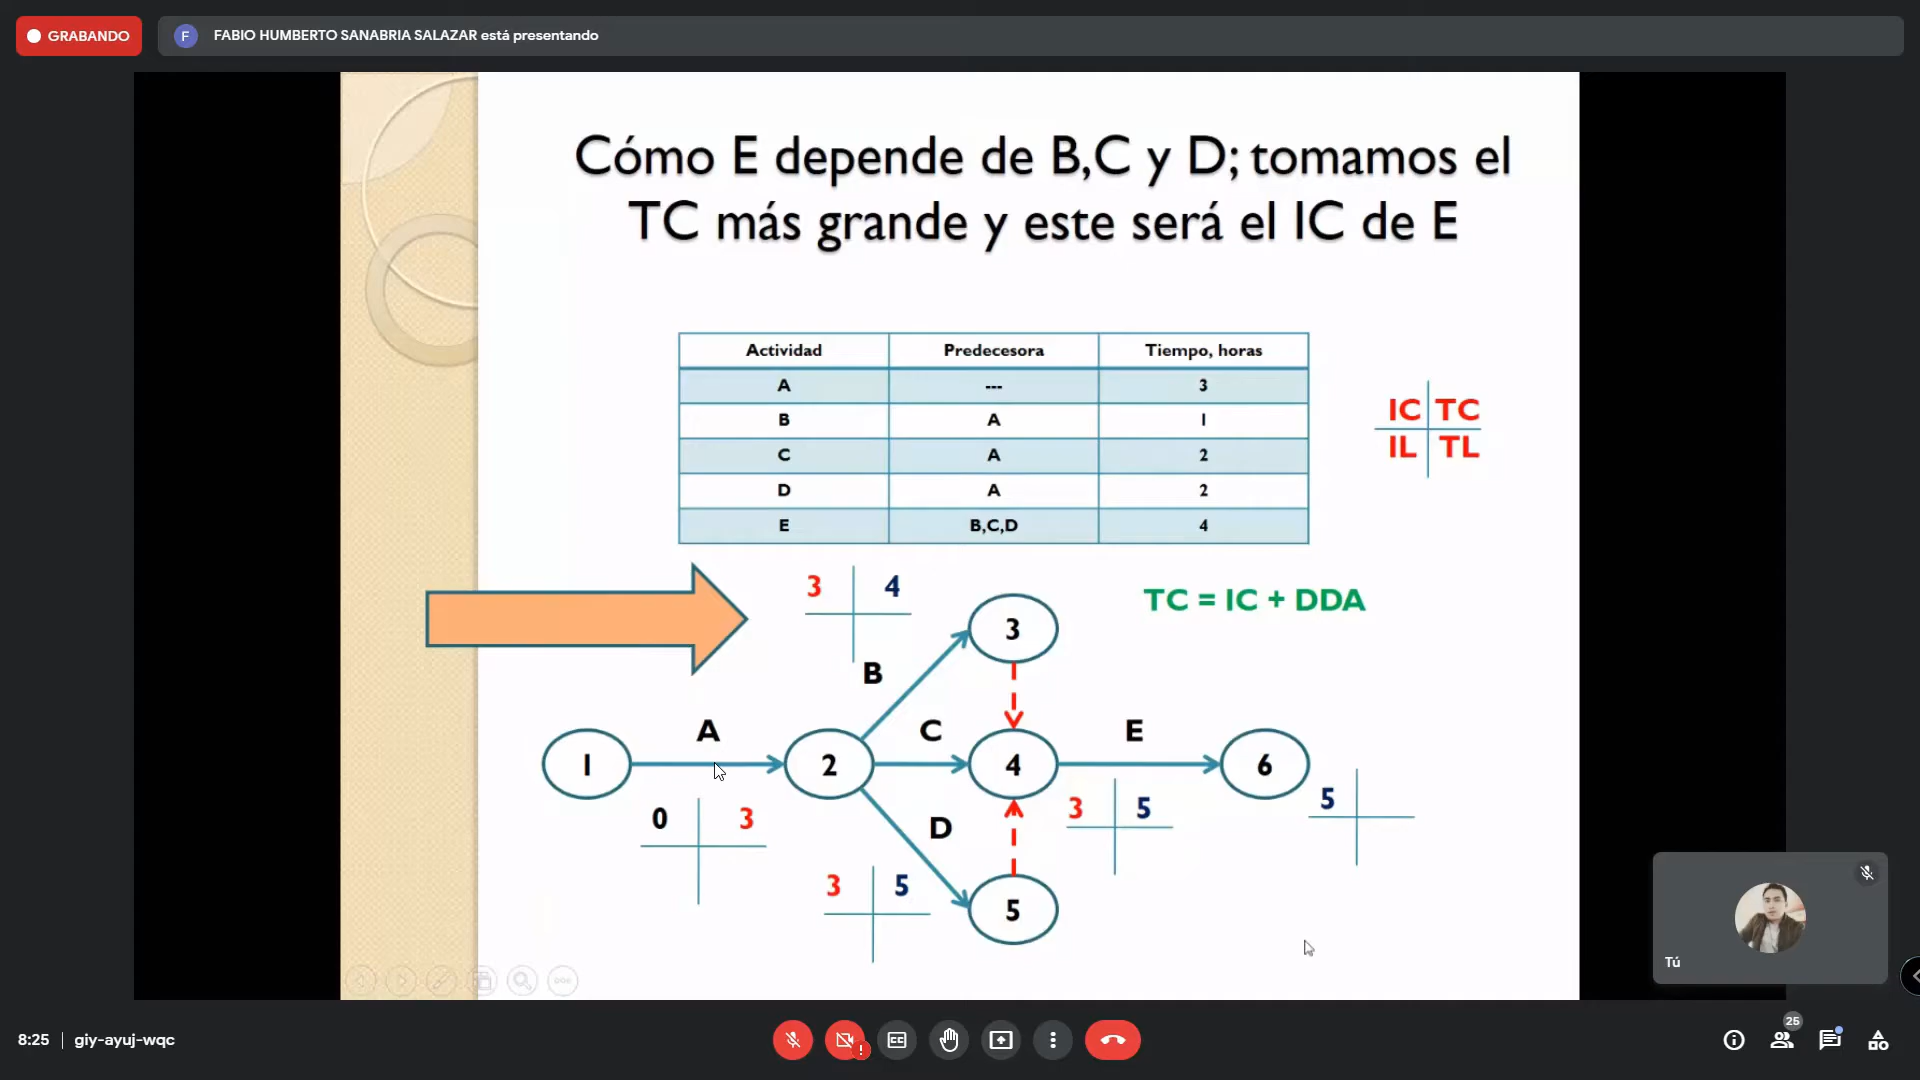 GRABANDO
F
FABIO HUMBERTO SANABRIA SALAZAR está presentando
Cómo E depende de B,C y D; tomamos el
TC más grande y este será el IC de E
Actividad Predecesora Tiempo, horas
A --- 3
B A 1
C A 2
D A 2
E B,C,D 4
IC TC
IL TL
3 4
3
TC = IC + DDA
B
A
C
E
1
2
4
6
0 3
D
3 5
5
3 5
5
Tú
8:25
giy-ayuj-wqc
25